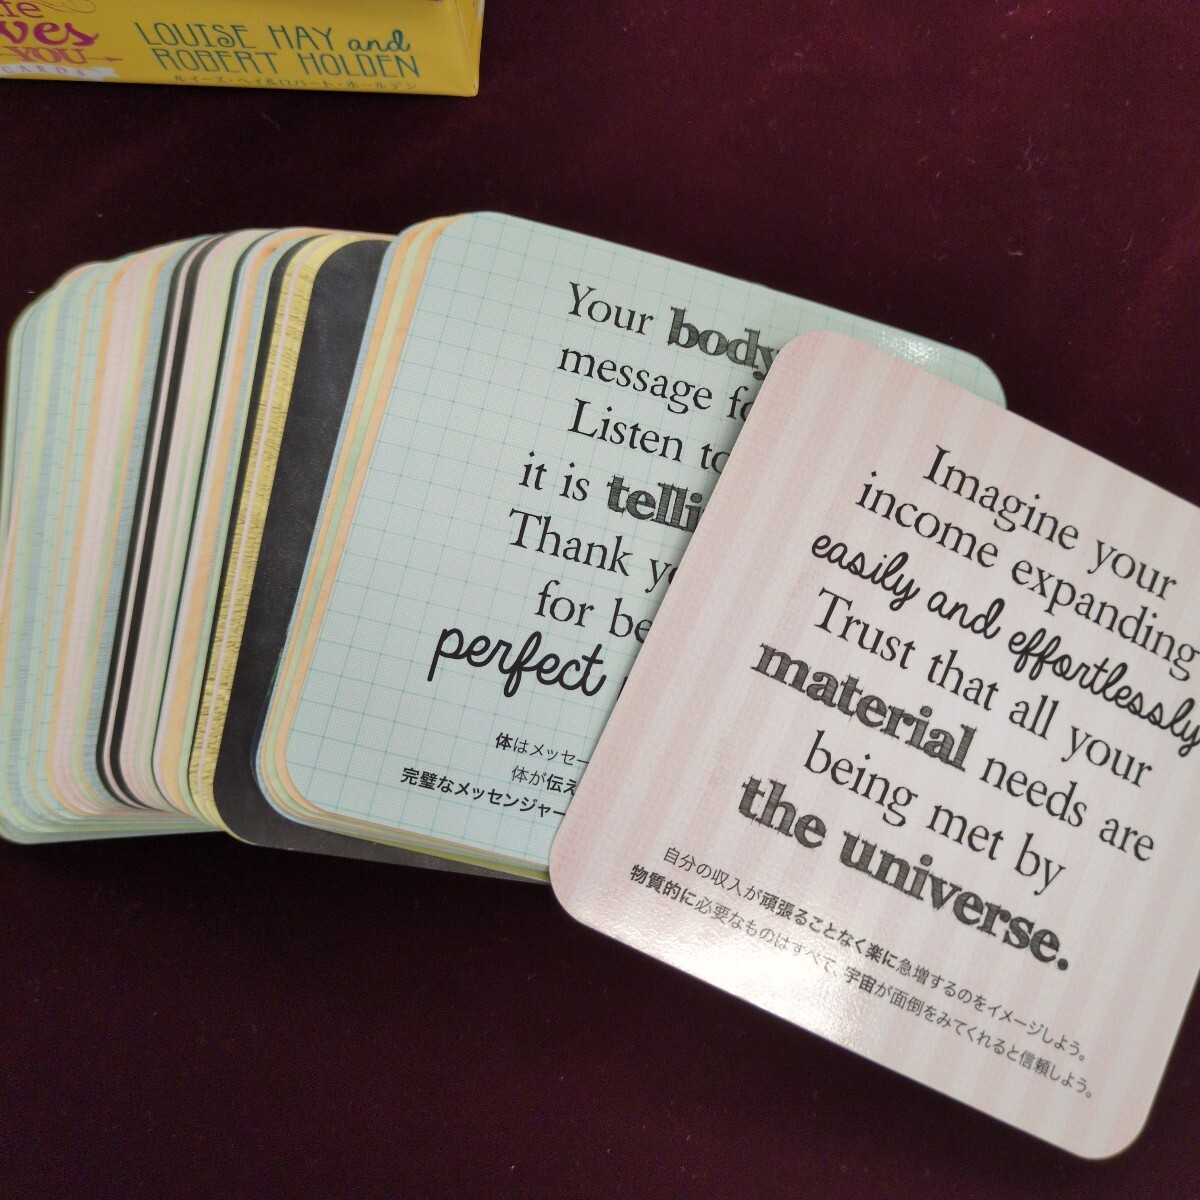 ves
YOU
CARDS
LOUISE HAY and
ROBERT HOLDEN
ルイーズ・ヘイ&ロバート・ホールデン
Your body
message
Listen to
it is
Thank
for
perfect
体はメッセー
体が伝え
完璧なメッセンジャー
Imagine your
income expanding
easily and effortlessly
Trust that all your
material needs are
being met by
the universe.
自分の収入が頑張ることなく楽に急増するのをイメージしよう。
物質的に必要なものはすべて、宇宙が面倒をみてくれると信頼しよう。